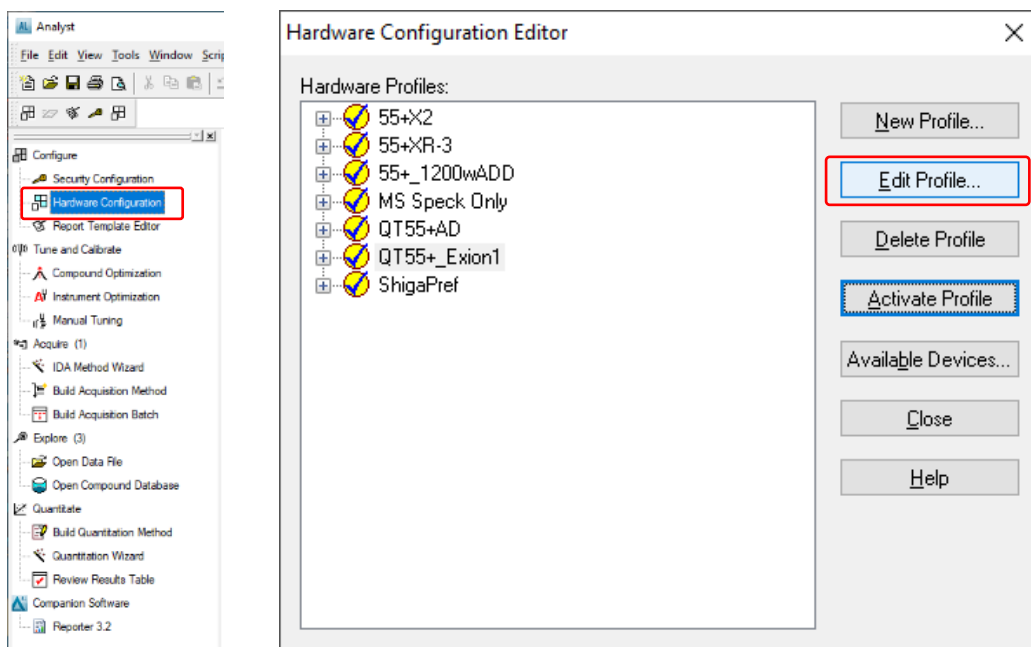 Analyst
File Edit View Tools Window Scrip
Configure
Security Configuration
Hardware Configuration
Report Template Editor
Tune and Calibrate
Compound Optimization
Instrument Optimization
Manual Tuning
Acquire (1)
IDA Method Wizard
Build Acquisition Method
Build Acquisition Batch
Explore (3)
Open Data File
Open Compound Database
Quantitate
Build Quantitation Method
Quantitation Wizard
Review Results Table
Companion Software
Reporter 3.2
Hardware Configuration Editor
Hardware Profiles:
55+X2
55+XR-3
55+_1200wADD
MS Speck Only
QT55+AD
QT55+_Exion1
ShigaPref
New Profile...
Edit Profile...
Delete Profile
Activate Profile
Available Devices...
Close
Help